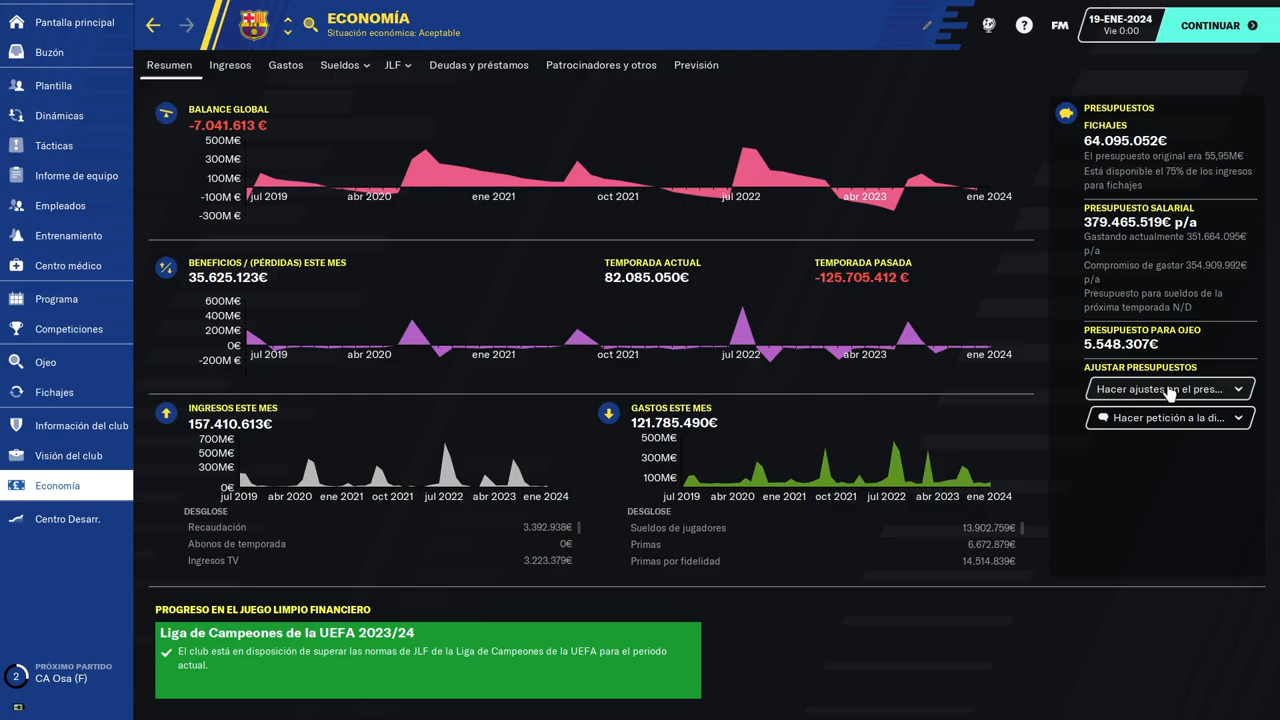 Pantalla principal
Buzón
Plantilla
Dinámicas
Tácticas
Informe de equipo
Empleados
Entrenamiento
Centro médico
Programa
Competiciones
Ojeo
Fichajes
Información del club
Visión del club
Economía
Centro Desarr.
2
PRÓXIMO PARTIDO
CA Osa (F)
ECONOMÍA
Situación económica: Aceptable
?
FM
19-ENE-2024
Vie 0:00
CONTINUAR
Resumen
Ingresos
Gastos
Sueldos
JLF
Deudas y préstamos
Patrocinadores y otros
Previsión
BALANCE GLOBAL
-7.041.613 €
500M€
300M€
100M€
-100M €
-300M €
jul 2019 abr 2020 ene 2021 oct 2021 jul 2022 abr 2023 ene 2024
BENEFICIOS / (PÉRDIDAS) ESTE MES
35.625.123€
TEMPORADA ACTUAL
82.085.050€
TEMPORADA PASADA
-125.705.412 €
600M€
400M€
200M€
0€
-200M €
jul 2019 abr 2020 ene 2021 oct 2021 jul 2022 abr 2023 ene 2024
INGRESOS ESTE MES
157.410.613€
700M€
500M€
300M€
0€
jul 2019 abr 2020 ene 2021 oct 2021 jul 2022 abr 2023 ene 2024
DESGLOSE
Recaudación 3.392.938€
Abonos de temporada 0€
Ingresos TV 3.223.379€
GASTOS ESTE MES
121.785.490€
500M€
300M€
100M€
jul 2019 abr 2020 ene 2021 oct 2021 jul 2022 abr 2023 ene 2024
DESGLOSE
Sueldos de jugadores 13.902.759€
Primas 6.672.879€
Primas por fidelidad 14.514.839€
PROGRESO EN EL JUEGO LIMPIO FINANCIERO
Liga de Campeones de la UEFA 2023/24
El club está en disposición de superar las normas de JLF de la Liga de Campeones de la UEFA para el periodo
actual.
PRESUPUESTOS
FICHAJES
64.095.052€
El presupuesto original era 55,95M€
Está disponible el 75% de los ingresos
para fichajes
PRESUPUESTO SALARIAL
379.465.519€ p/a
Gastando actualmente 351.664.095€
p/a
Compromiso de gastar 354.909.992€
p/a
Presupuesto para sueldos de la
próxima temporada N/D
PRESUPUESTO PARA OJEO
5.548.307€
AJUSTAR PRESUPUESTOS
Hacer ajustes en el pres...
Hacer petición a la di...